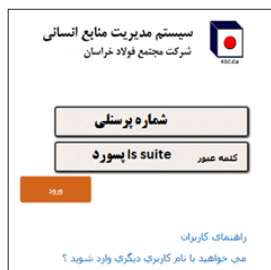 سیستم مدیریت منابع انسانی
شرکت مجتمع فولاد خراسان
KSC.Co
شماره پرسنلی
کلمه عبور Is suite پسورد
ورود
راهنمای کاربران
می خواهید با نام کاربری دیگری وارد شوید ؟